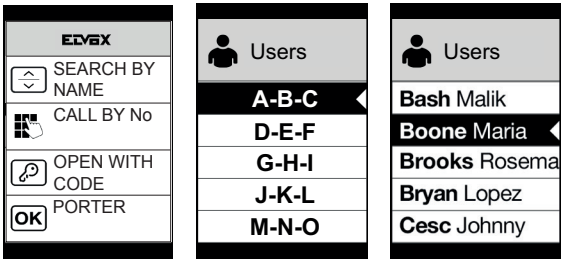 ELVOX
SEARCH BY
NAME
CALL BY No
OPEN WITH
CODE
OK PORTER
Users
A-B-C
D-E-F
G-H-I
J-K-L
M-N-O
Users
Bash Malik
Boone Maria
Brooks Rosema
Bryan Lopez
Cesc Johnny